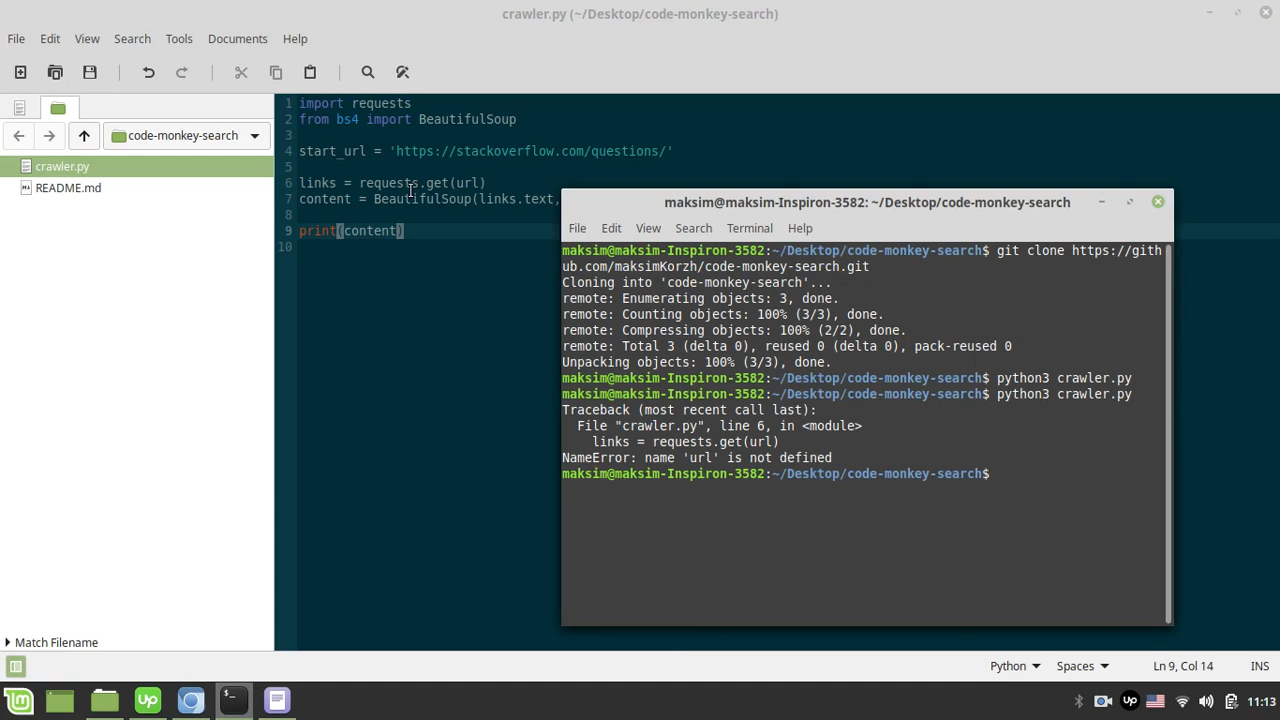 crawler.py (~/Desktop/code-monkey-search)
File Edit View Search Tools Documents Help
code-monkey-search
crawler.py
README.md
Match Filename
1 import requests
2 from bs4 import BeautifulSoup
3
4 start_url = 'https://stackoverflow.com/questions/'
5
6 links = requests.get(url)
7 content = BeautifulSoup(links.text,
8
9 print(content)
10
maksim@maksim-Inspiron-3582: ~/Desktop/code-monkey-search
File Edit View Search Terminal Help
maksim@maksim-Inspiron-3582:~/Desktop/code-monkey-search$ git clone https://gith
ub.com/maksimKorzh/code-monkey-search.git
Cloning into 'code-monkey-search'...
remote: Enumerating objects: 3, done.
remote: Counting objects: 100% (3/3), done.
remote: Compressing objects: 100% (2/2), done.
remote: Total 3 (delta 0), reused 0 (delta 0), pack-reused 0
Unpacking objects: 100% (3/3), done.
maksim@maksim-Inspiron-3582:~/Desktop/code-monkey-search$ python3 crawler.py
maksim@maksim-Inspiron-3582:~/Desktop/code-monkey-search$ python3 crawler.py
Traceback (most recent call last):
  File "crawler.py", line 6, in <module>
    links = requests.get(url)
NameError: name 'url' is not defined
maksim@maksim-Inspiron-3582:~/Desktop/code-monkey-search$
Python Spaces Ln 9, Col 14 INS
up
Up
11:13